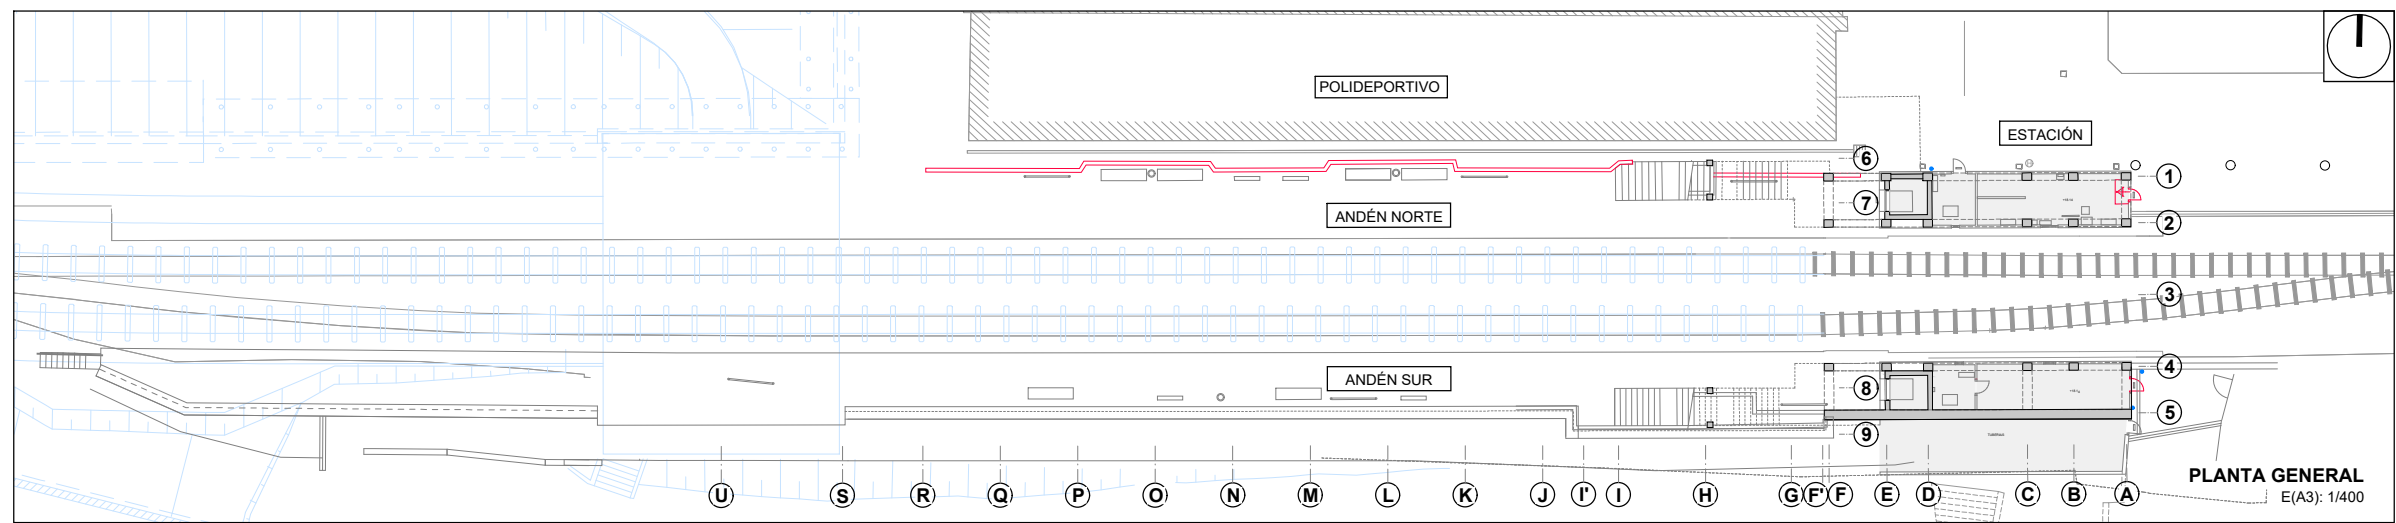 POLIDEPORTIVO
ESTACIÓN
6
1
7
ANDÉN NORTE
2
3
4
ANDÉN SUR
8
5
9
PLANTA GENERAL
E(A3): 1/400
U S R Q P O N M L K J I' I H G F' F E D C B A